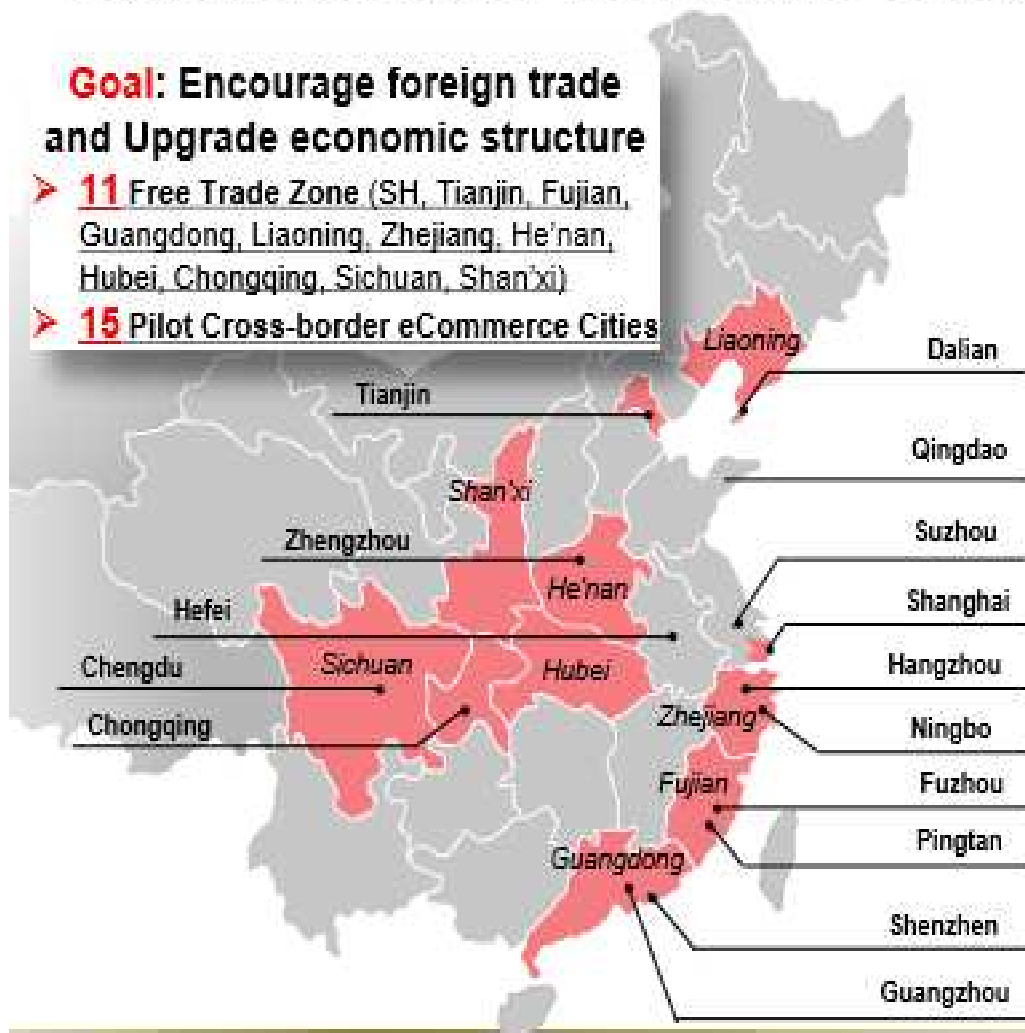 Goal: Encourage foreign trade
and Upgrade economic structure
➢ 11 Free Trade Zone (SH, Tianjin, Fujian,
Guangdong, Liaoning, Zhejiang, He'nan,
Hubei, Chongqing, Sichuan, Shan'xi)
➢ 15 Pilot Cross-border eCommerce Cities
Liaoning
Dalian
Tianjin
Qingdao
Shan'xi
Suzhou
Zhengzhou
He'nan
Shanghai
Hefei
Hangzhou
Chengdu
Sichuan
Hubei
Chongqing
Zhejiang
Ningbo
Fujian
Fuzhou
Pingtan
Guangdong
Shenzhen
Guangzhou